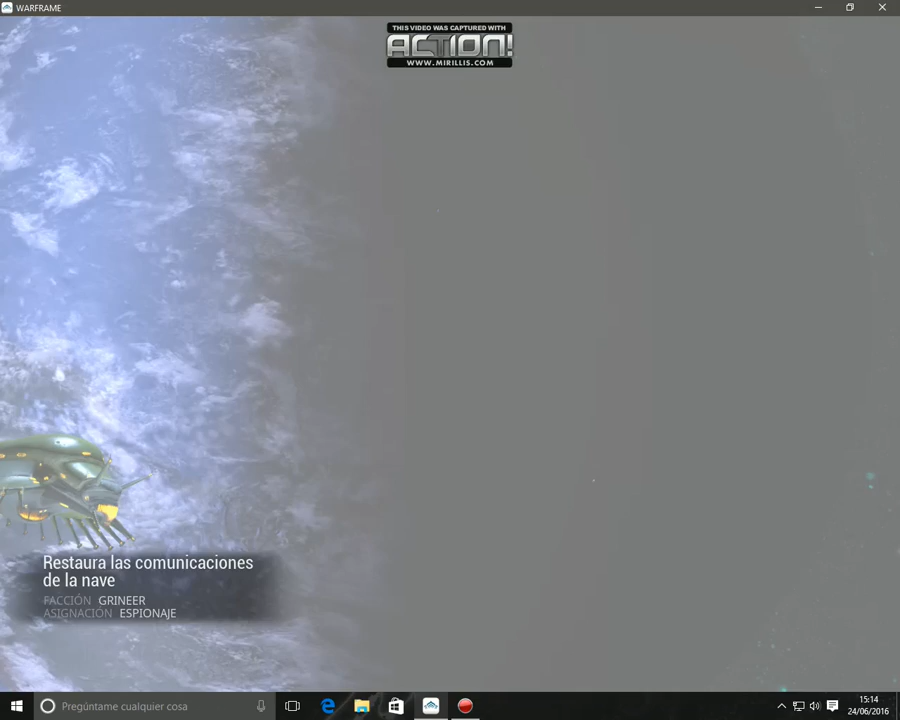 WARFRAME
THIS VIDEO WAS CAPTURED WITH
ACTION!
WWW.MIRILLIS.COM
Restaura las comunicaciones
de la nave
FACCIÓN GRINEER
ASIGNACIÓN ESPIONAJE
Pregúntame cualquier cosa
15:14
24/06/2016